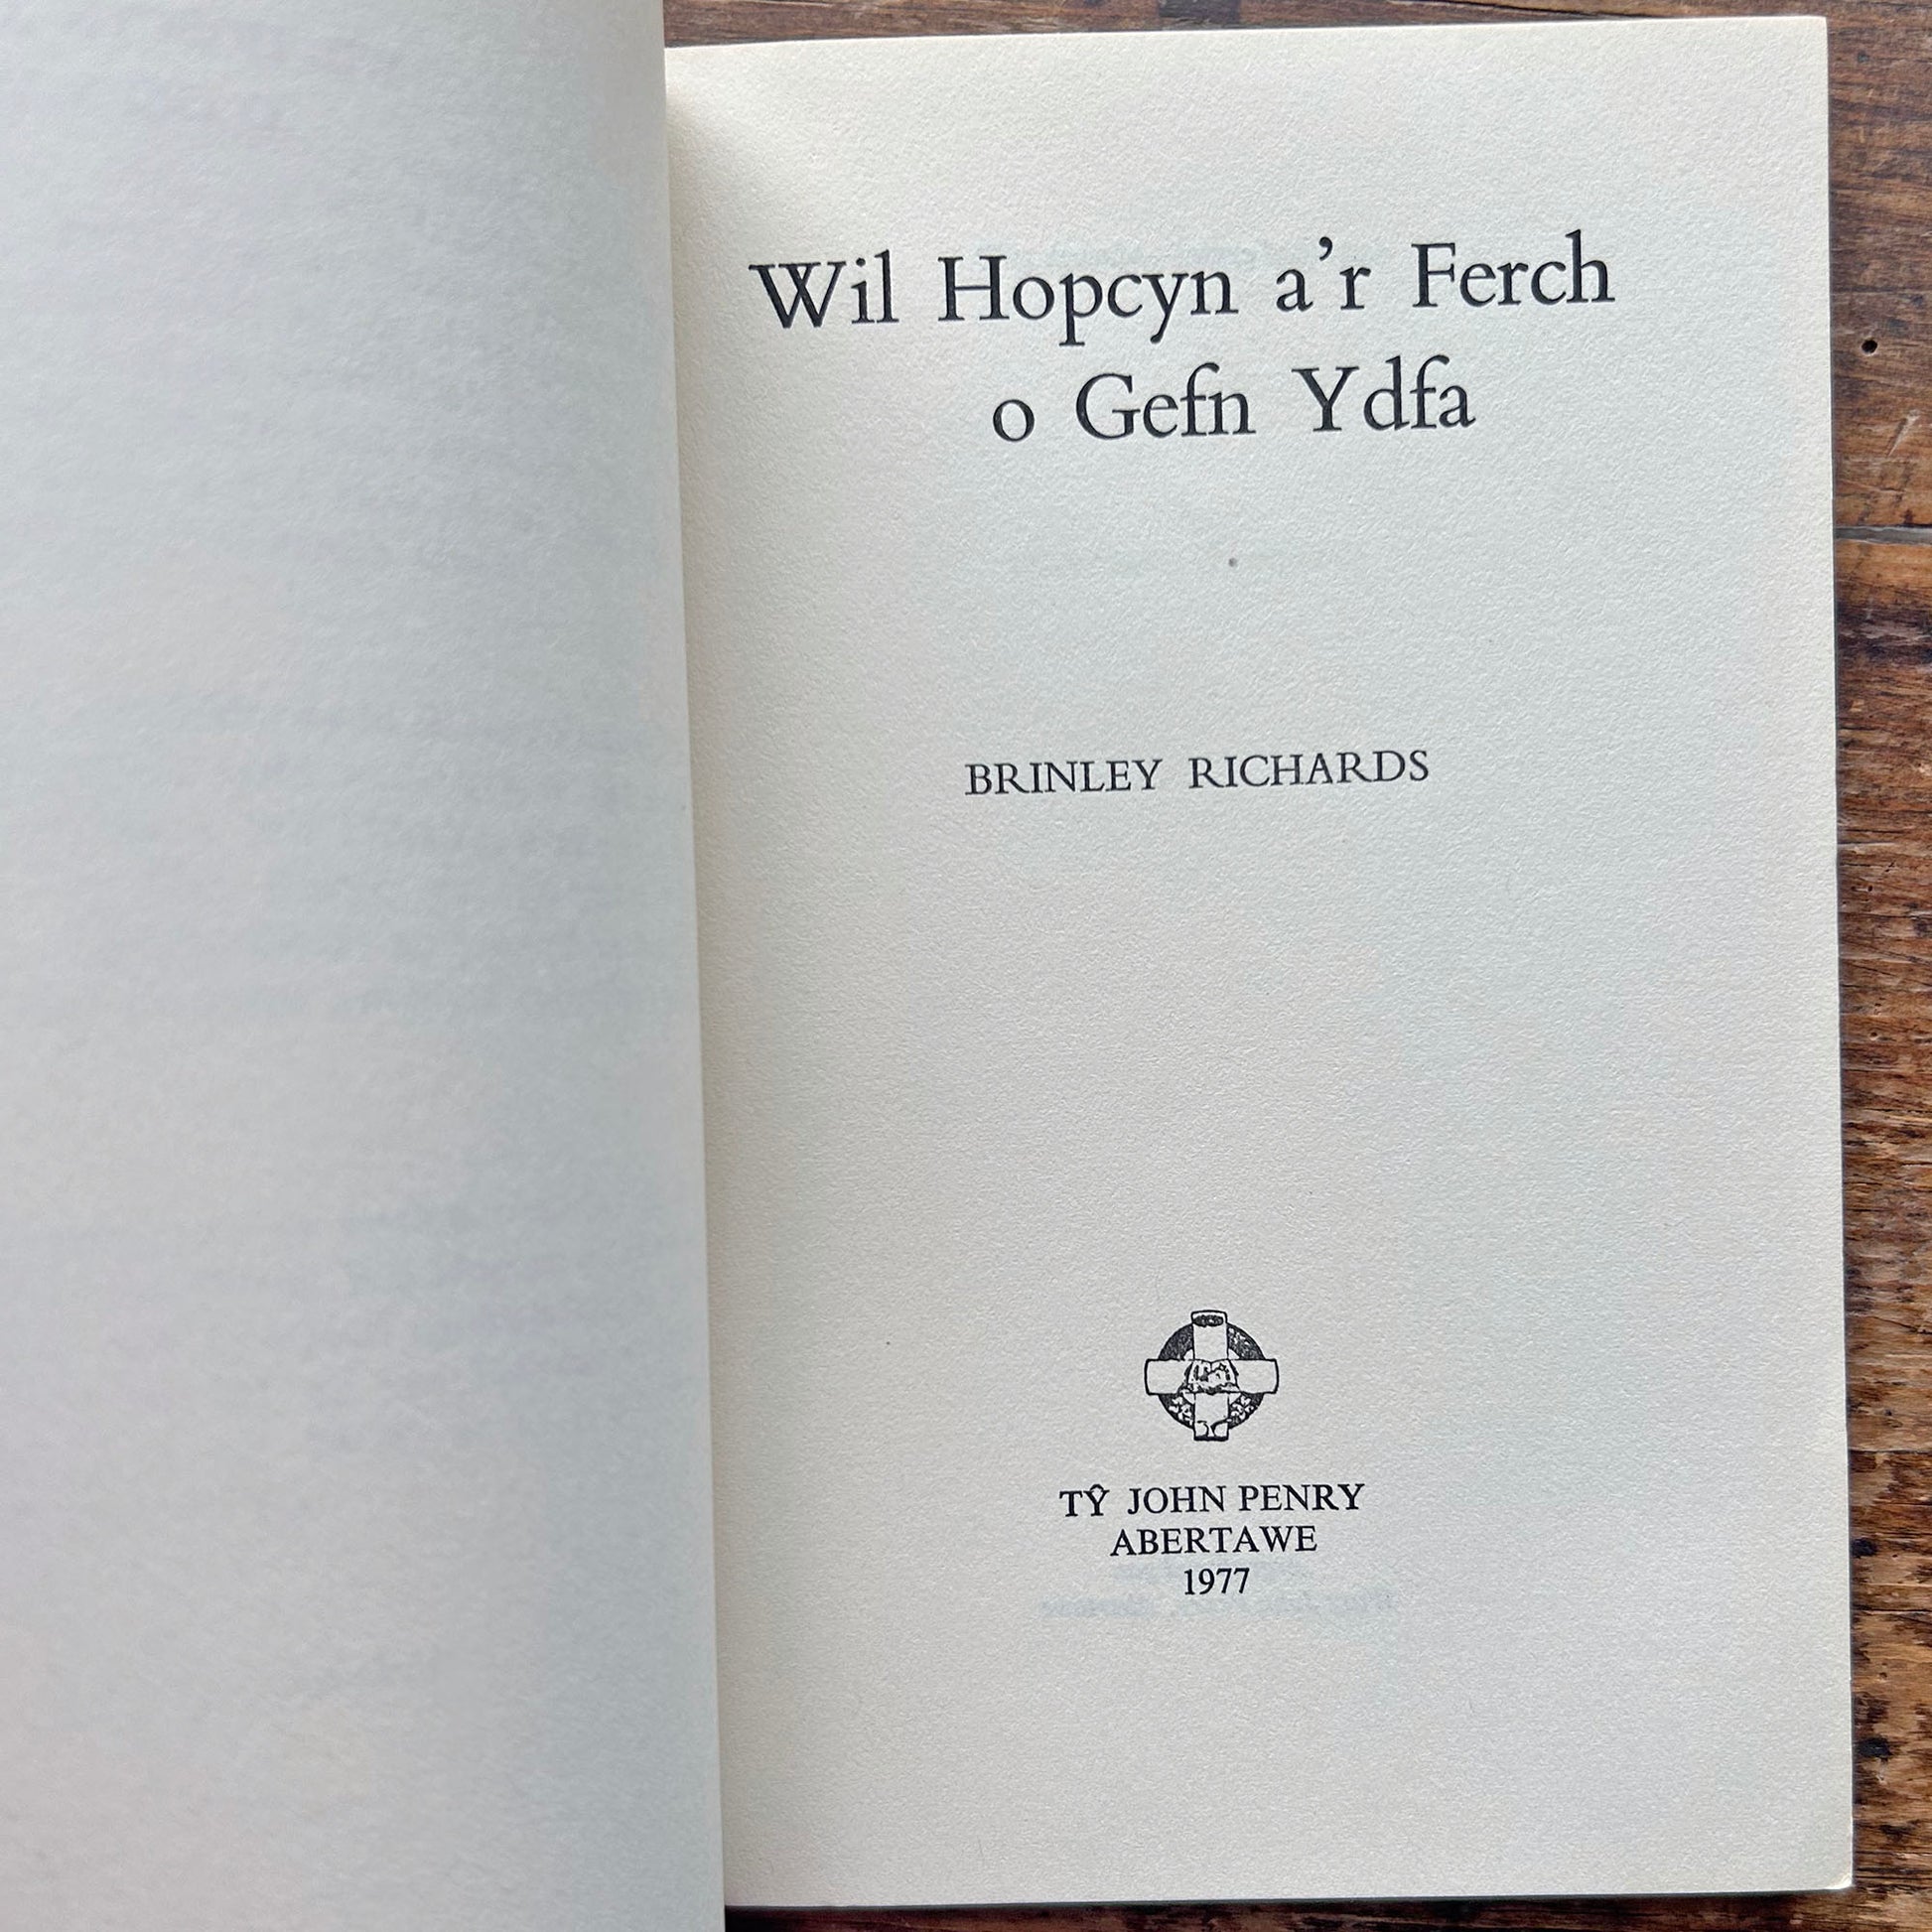 Wil Hopcyn a'r Ferch
o Gefn Ydfa
BRINLEY RICHARDS
TŶ JOHN PENRY
ABERTAWE
1977